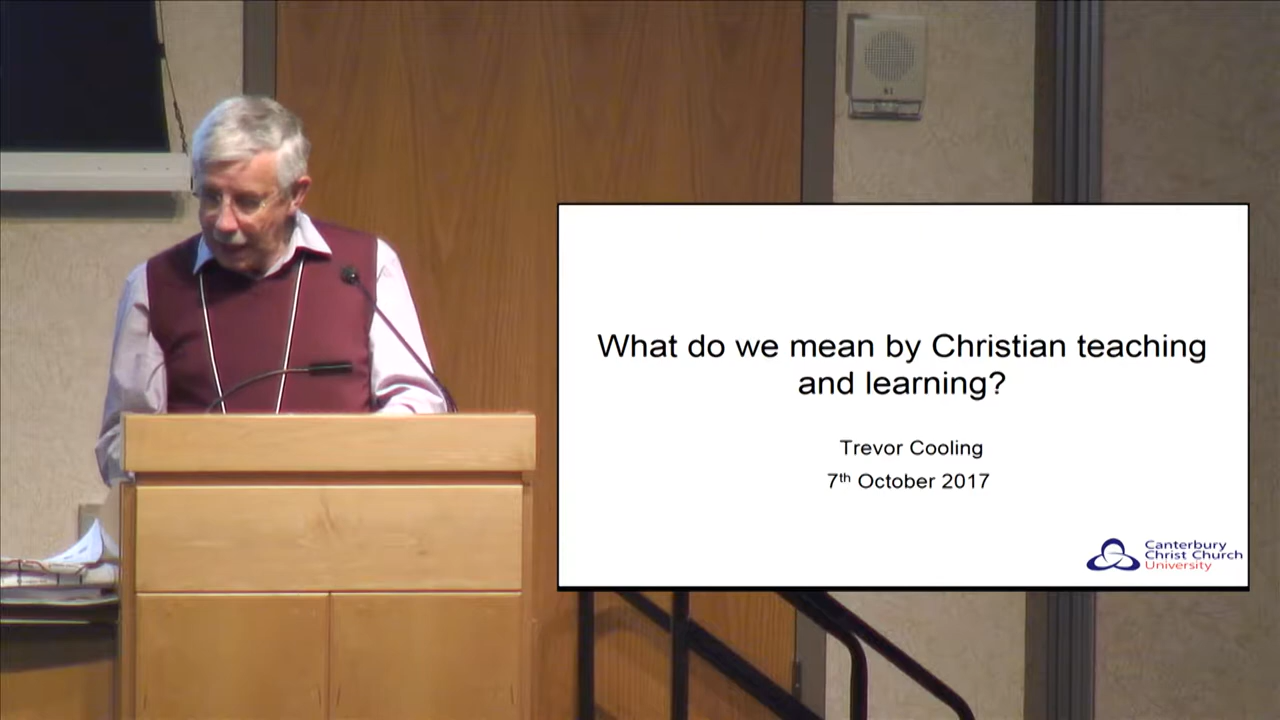 What do we mean by Christian teaching
and learning?
Trevor Cooling
7th October 2017
Canterbury
Christ Church
University